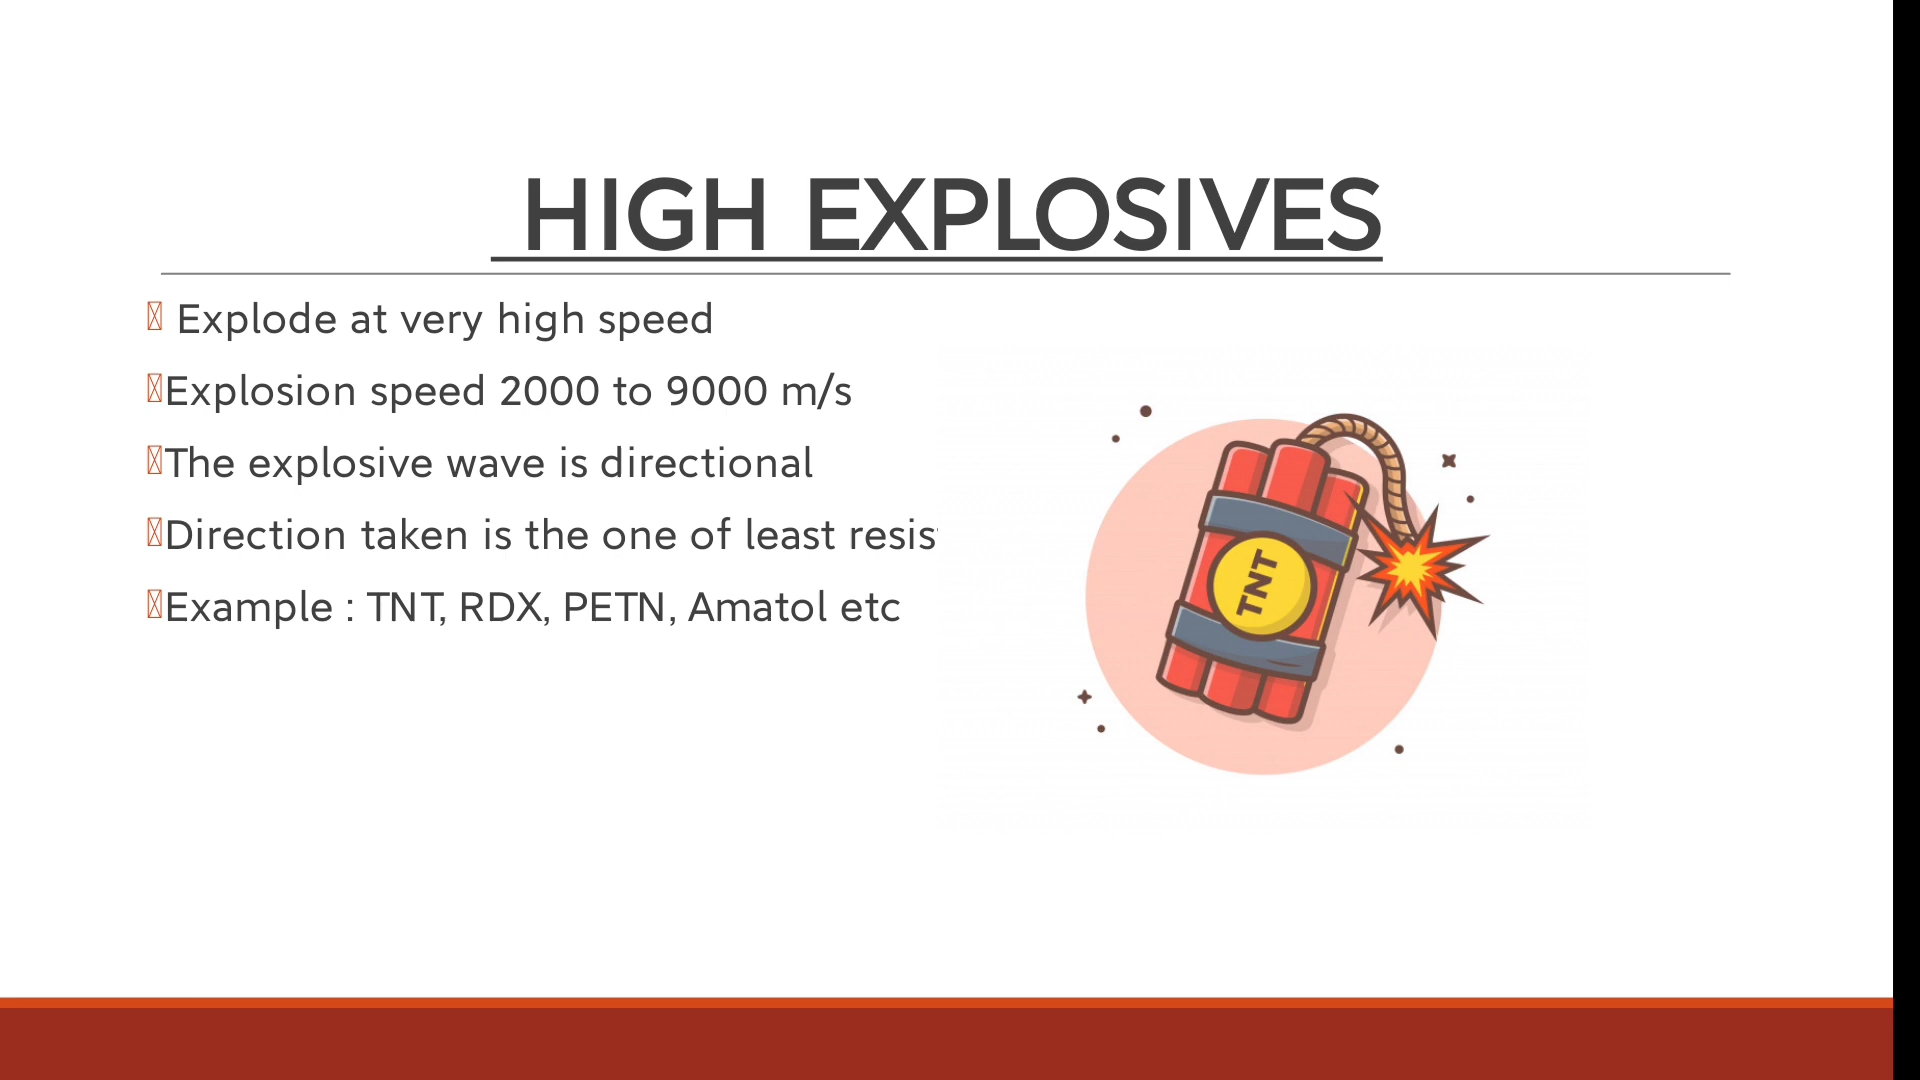 HIGH EXPLOSIVES
Explode at very high speed
Explosion speed 2000 to 9000 m/s
The explosive wave is directional
Direction taken is the one of least
Example : TNT, RDX, PETN, Amatol etc
TNT